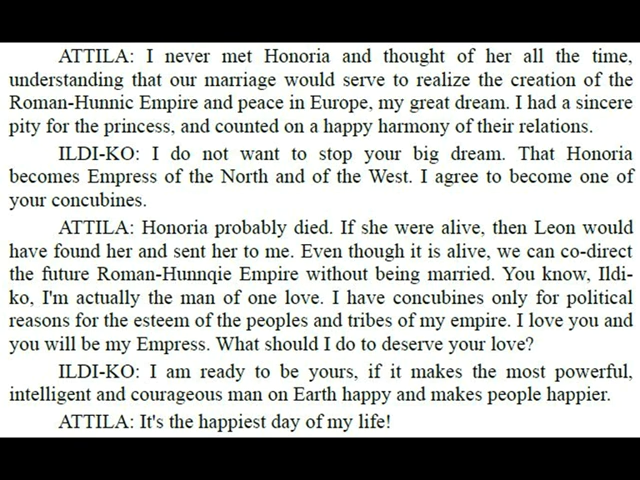 ATTILA: I never met Honoria and thought of her all the time,
understanding that our marriage would serve to realize the creation of the
Roman-Hunnic Empire and peace in Europe, my great dream. I had a sincere
pity for the princess, and counted on a happy harmony of their relations.
ILDI-KO: I do not want to stop your big dream. That Honoria
becomes Empress of the North and of the West. I agree to become one of
your concubines.
ATTILA: Honoria probably died. If she were alive, then Leon would
have found her and sent her to me. Even though it is alive, we can co-direct
the future Roman-Hunnqie Empire without being married. You know, Ildi-
ko, I'm actually the man of one love. I have concubines only for political
reasons for the esteem of the peoples and tribes of my empire. I love you and
you will be my Empress. What should I do to deserve your love?
ILDI-KO: I am ready to be yours, if it makes the most powerful,
intelligent and courageous man on Earth happy and makes people happier.
ATTILA: It's the happiest day of my life!